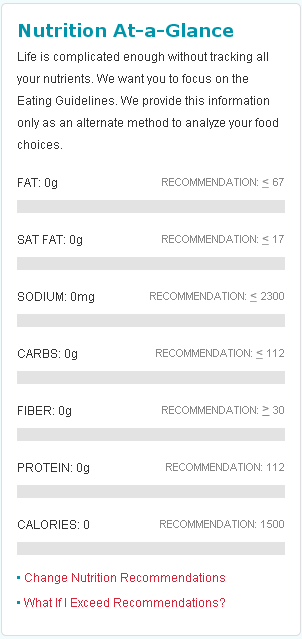 Nutrition At-a-Glance
Life is complicated enough without tracking all
your nutrients. We want you to focus on the
Eating Guidelines. We provide this information
only as an alternate method to analyze your food
choices.
FAT: 0g RECOMMENDATION: ≤ 67
SAT FAT: 0g RECOMMENDATION: ≤ 17
SODIUM: 0mg RECOMMENDATION: ≤ 2300
CARBS: 0g RECOMMENDATION: ≤ 112
FIBER: 0g RECOMMENDATION: ≥ 30
PROTEIN: 0g RECOMMENDATION: 112
CALORIES: 0 RECOMMENDATION: 1500
• Change Nutrition Recommendations
• What If I Exceed Recommendations?